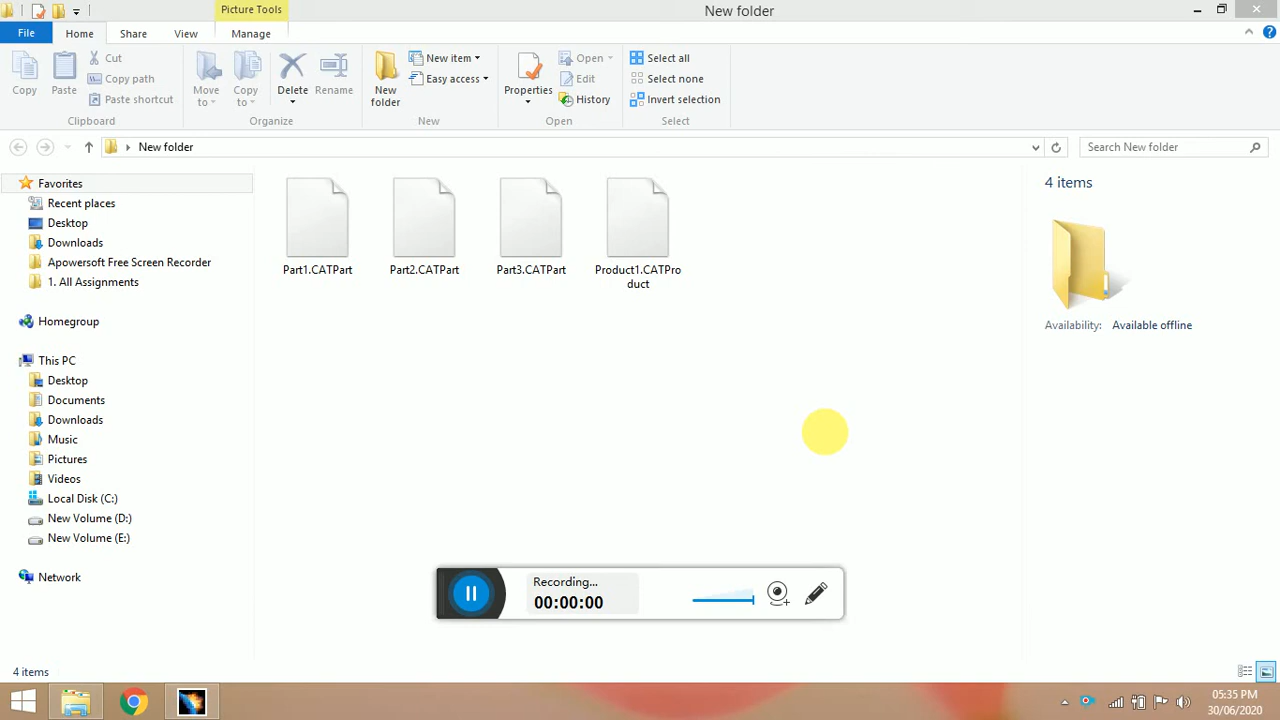 Picture Tools
New folder
File
Home
Share
View
Manage
Copy
Paste
Cut
Copy path
Paste shortcut
Clipboard
Move to
Copy to
Delete
Rename
Organize
New folder
New item
Easy access
New
Properties
Open
Edit
History
Open
Select all
Select none
Invert selection
Select
New folder
Search New folder
Favorites
Recent places
Desktop
Downloads
Apowersoft Free Screen Recorder
1. All Assignments
Homegroup
This PC
Desktop
Documents
Downloads
Music
Pictures
Videos
Local Disk (C:)
New Volume (D:)
New Volume (E:)
Network
Part1.CATPart
Part2.CATPart
Part3.CATPart
Product1.CATPro
duct
4 items
Availability: Available offline
Recording...
00:00:00
4 items
05:35 PM
30/06/2020